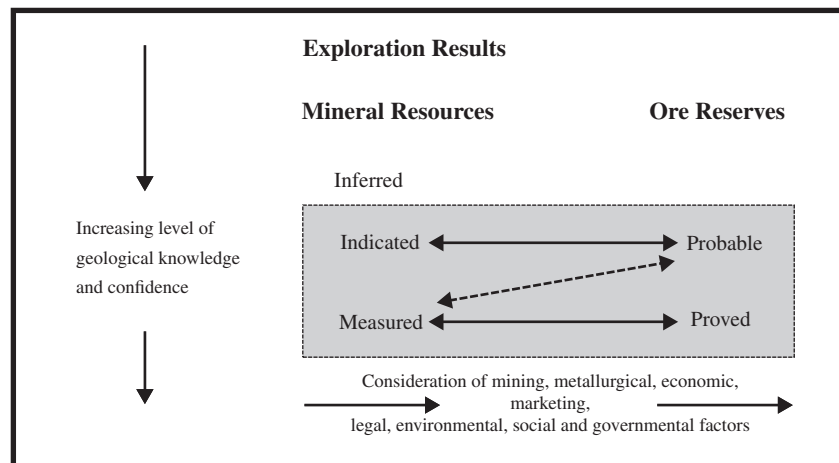 Exploration Results
Mineral Resources Ore Reserves
Inferred
Increasing level of
geological knowledge
and confidence
Indicated Probable
Measured Proved
Consideration of mining, metallurgical, economic,
marketing,
legal, environmental, social and governmental factors